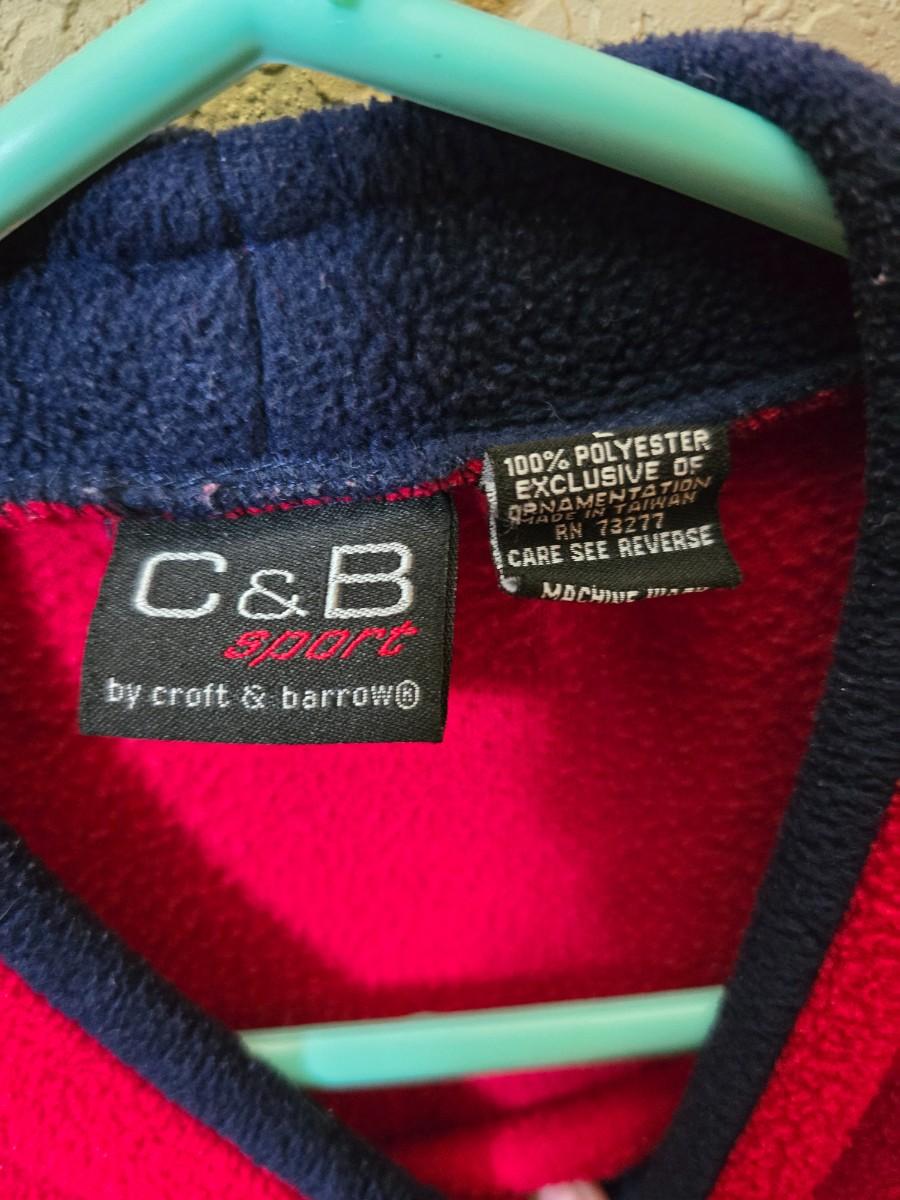 C & B
sport
by croft & barrow®
100% POLYESTER
EXCLUSIVE OF
ORNAMENTATION
MADE IN TAIWAN
RN 73277
CARE SEE REVERSE
MACHINE WASH